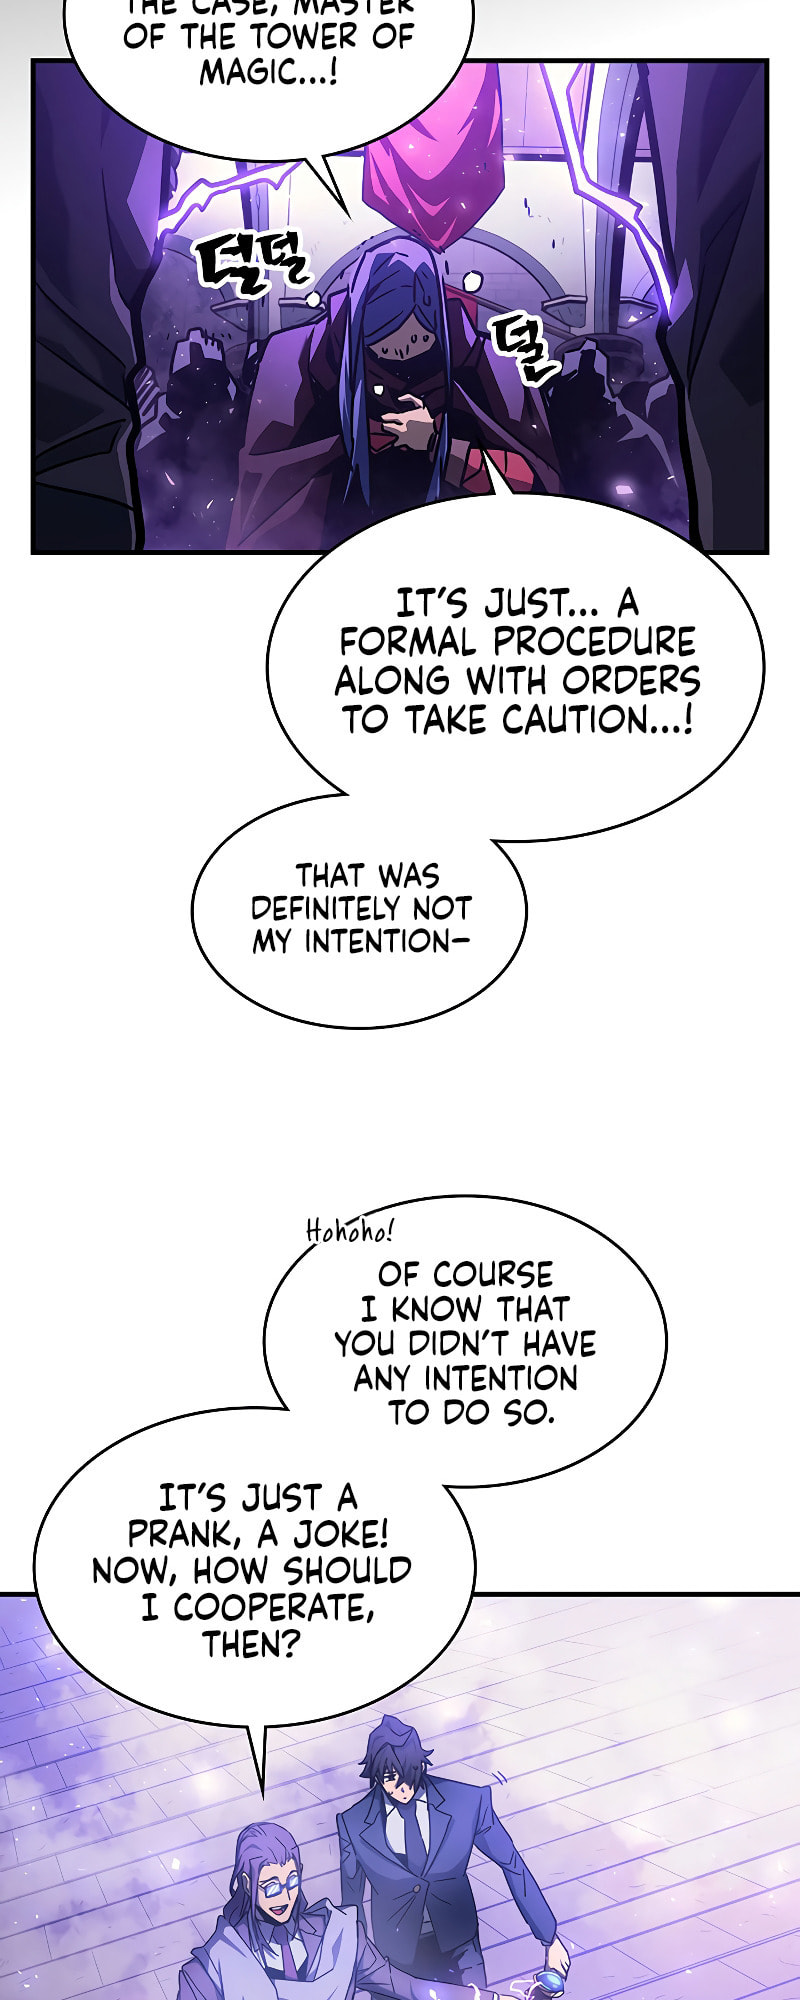 THE CASE, MASTER
OF THE TOWER OF
MAGIC...!
덜덜
덜
IT'S JUST... A
FORMAL PROCEDURE
ALONG WITH ORDERS
TO TAKE CAUTION...!
THAT WAS
DEFINITELY NOT
MY INTENTION-
Hohoho!
OF COURSE
I KNOW THAT
YOU DIDN'T HAVE
ANY INTENTION
TO DO SO.
IT'S JUST A
PRANK, A JOKE!
NOW, HOW SHOULD
I COOPERATE,
THEN?